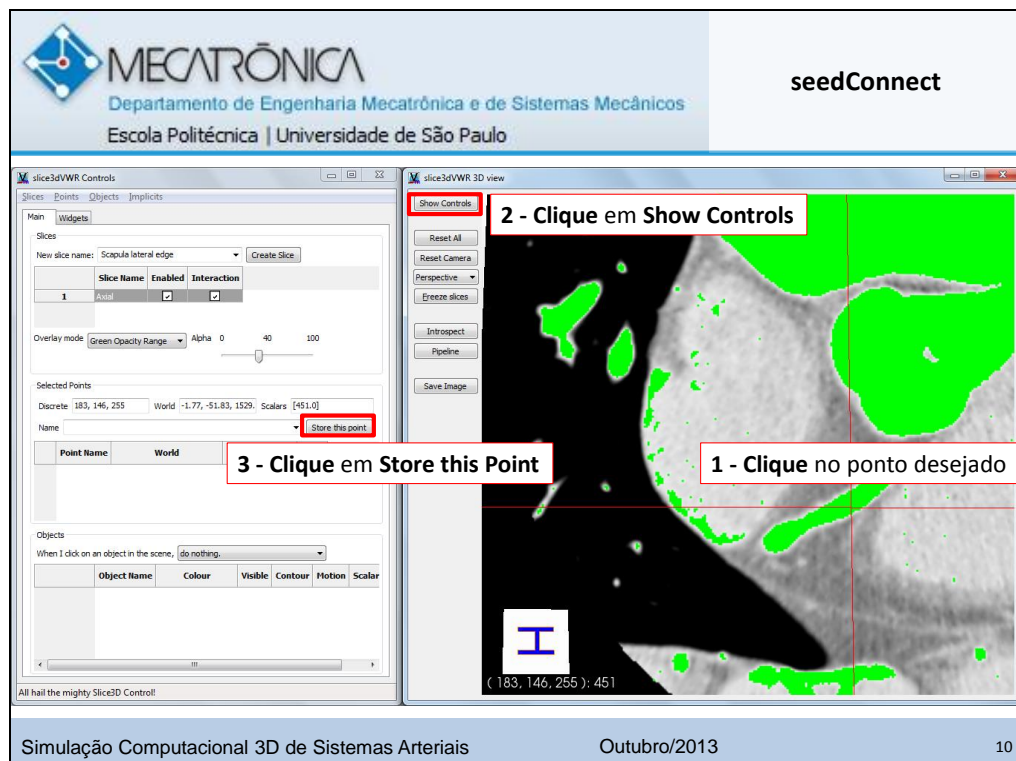 MECATRÔNICA
Departamento de Engenharia Mecatrônica e de Sistemas Mecânicos
Escola Politécnica | Universidade de São Paulo
seedConnect
slice3dVWR Controls
Slices Points Objects Implicits
Main Widgets
Slices
New slice name: Scapula lateral edge Create Slice
Slice Name Enabled Interaction
1 Axial
Overlay mode Green Opacity Range Alpha 0 40 100
Selected Points
Discrete 183, 146, 255 World -1.77, -51.83, 1529. Scalars [451.0]
Name Store this point
Point Name World
3 - Clique em Store this Point
Objects
When I click on an object in the scene, do nothing.
Object Name Colour Visible Contour Motion Scalar
All hail the mighty Slice3D Control!
slice3dVWR 3D view
Show Controls
2 - Clique em Show Controls
Reset All
Reset Camera
Perspective
Freeze slices
Introspect
Pipeline
Save Image
1 - Clique no ponto desejado
( 183, 146, 255 ): 451
Simulação Computacional 3D de Sistemas Arteriais Outubro/2013 10